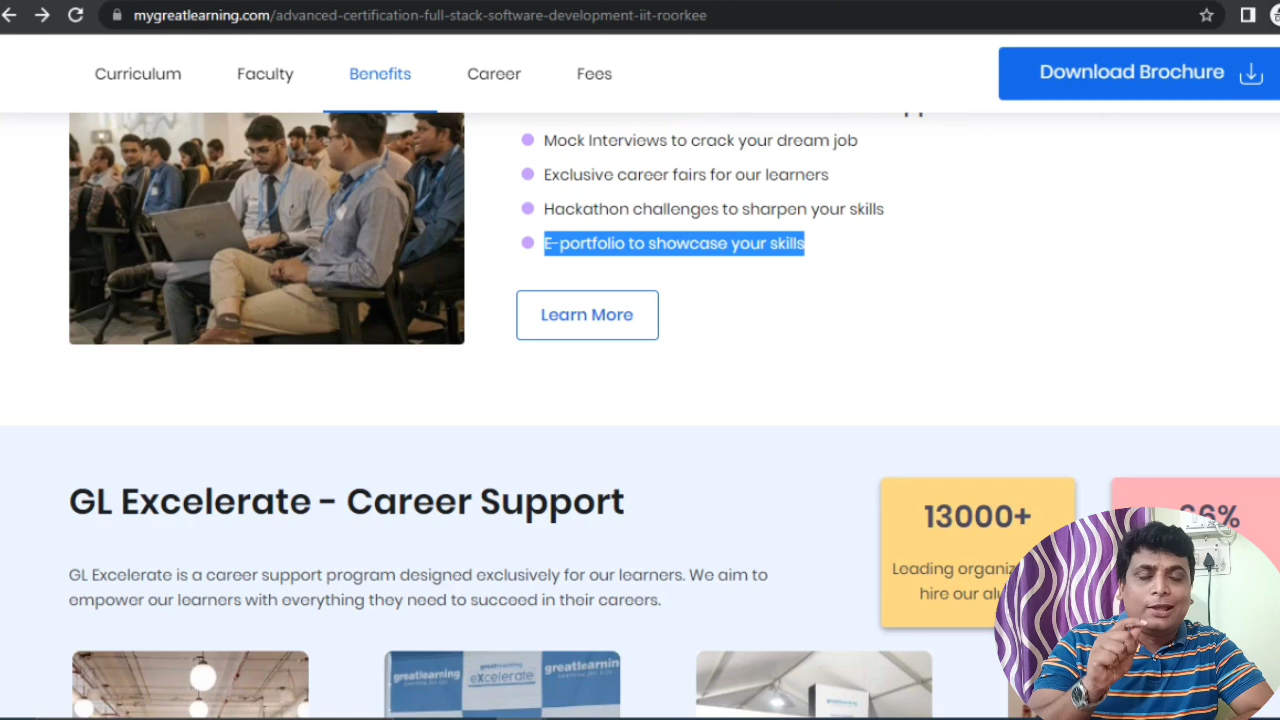 mygreatlearning.com/advanced-certification-full-stack-software-development-iit-roorkee
Curriculum
Faculty
Benefits
Career
Fees
Download Brochure
Mock Interviews to crack your dream job
Exclusive career fairs for our learners
Hackathon challenges to sharpen your skills
E-portfolio to showcase your skills
Learn More
GL Excelerate - Career Support
13000+
GL Excelerate is a career support program designed exclusively for our learners. We aim to
empower our learners with everything they need to succeed in their careers.
Leading
hire our
greatlearning
greatlearning
excelerate
greatlearnin